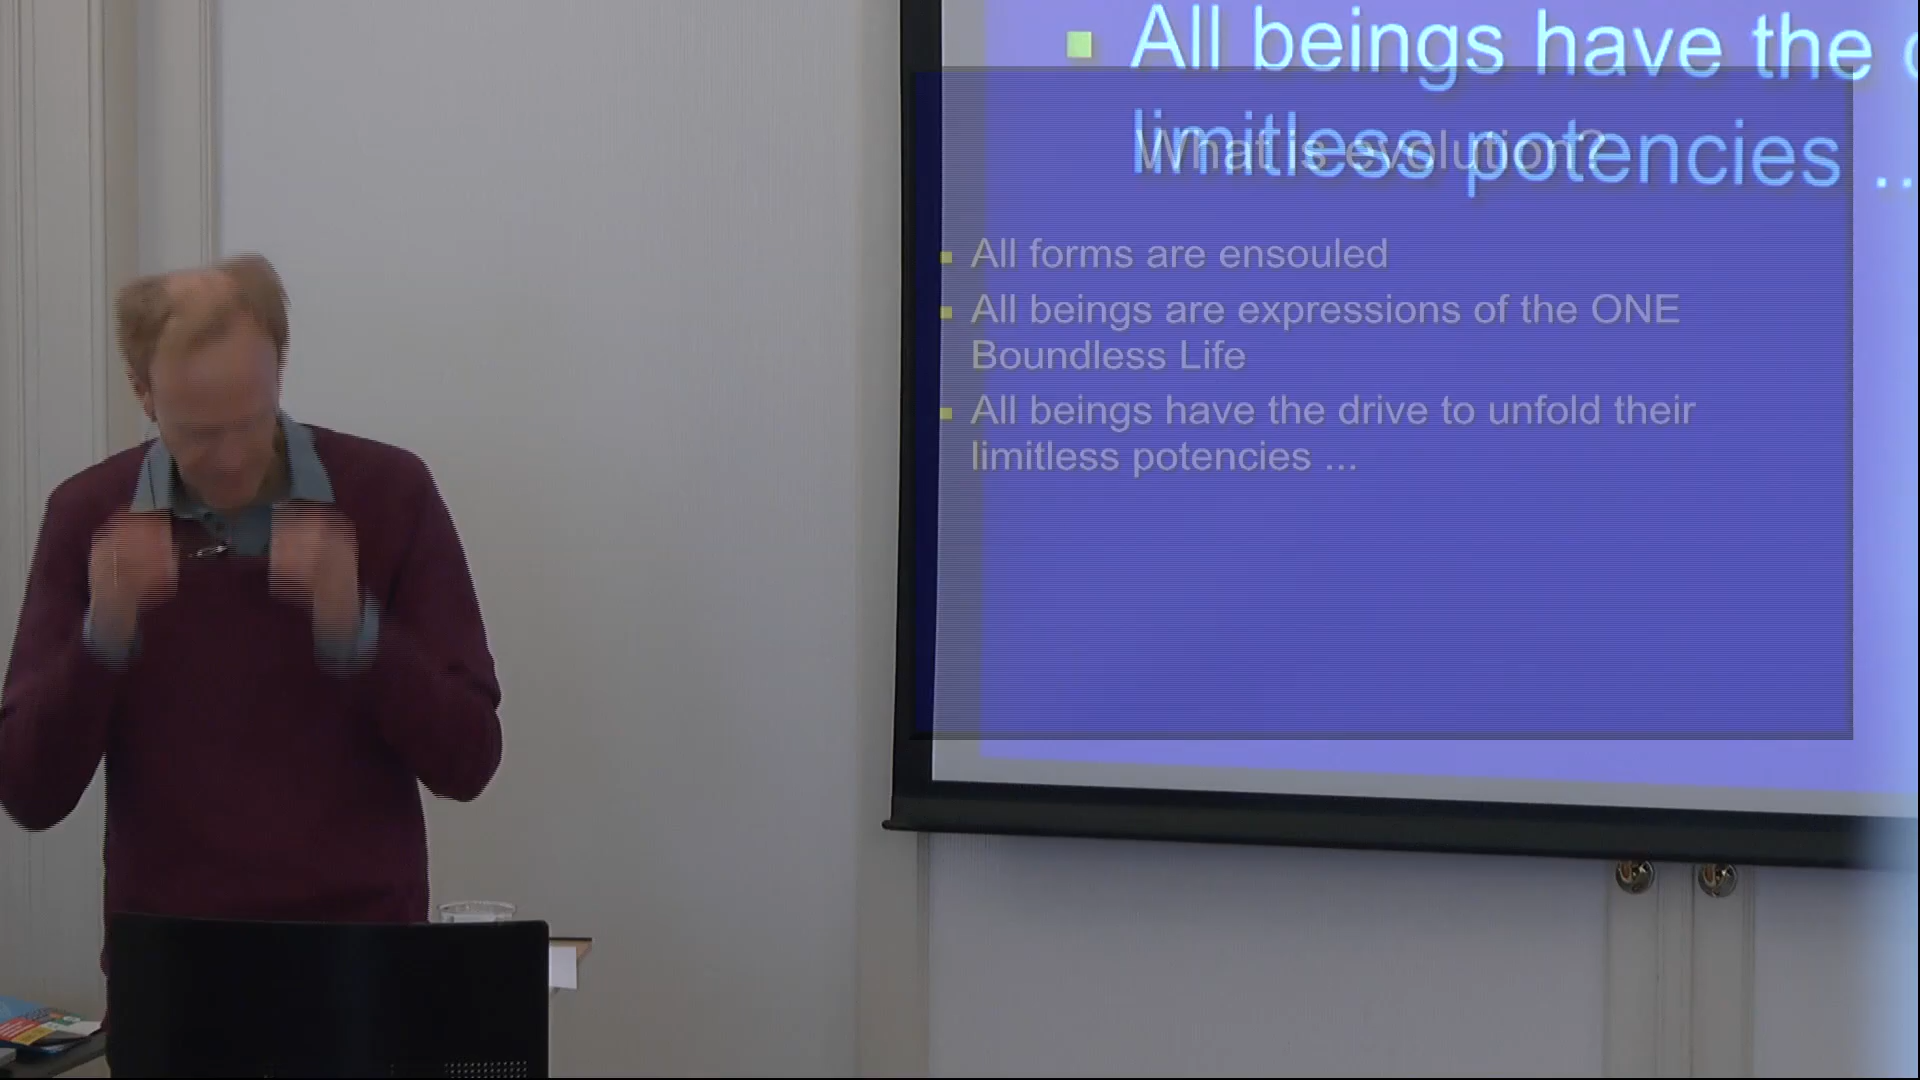 All beings have the
limitless potencies ..
What is evolution?
All forms are ensouled
All beings are expressions of the ONE
Boundless Life
All beings have the drive to unfold their
limitless potencies ...